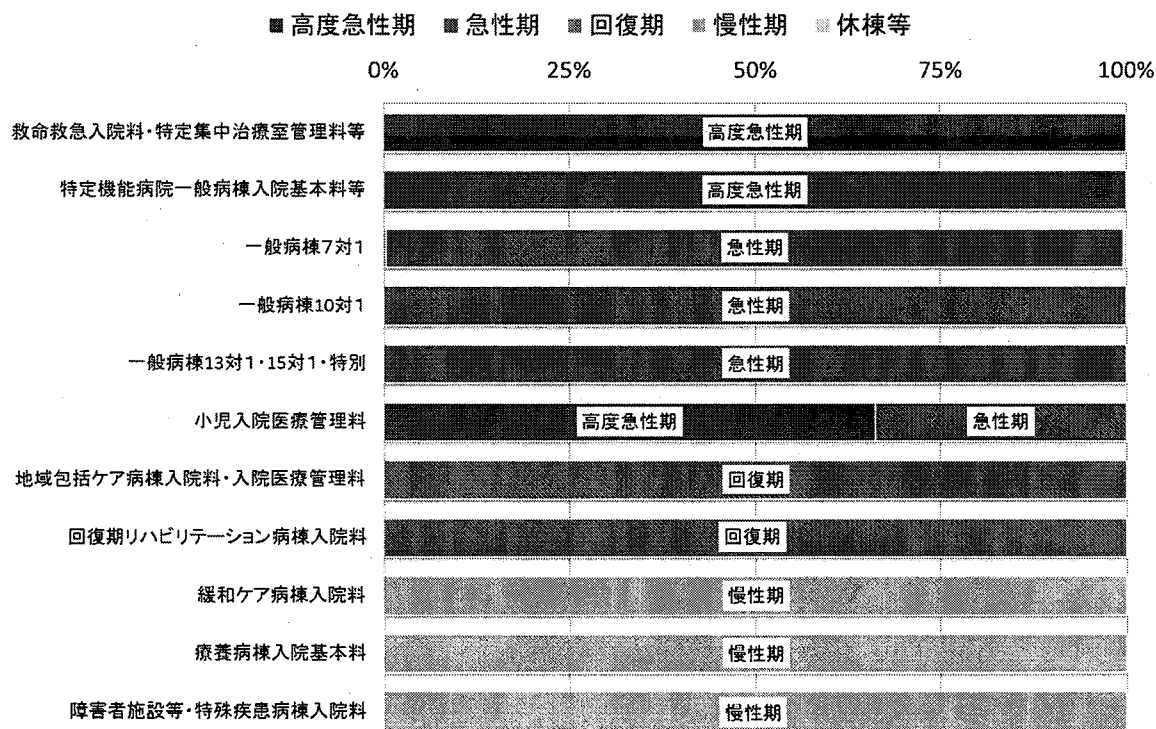 ■高度急性期 ■急性期 ■回復期 ■慢性期 ■休棟等
0% 25% 50% 75% 100%
救命救急入院料・特定集中治療室管理料等 高度急性期
特定機能病院一般病棟入院基本料等 高度急性期
一般病棟7対1 急性期
一般病棟10対1 急性期
一般病棟13対1・15対1・特別 急性期
小児入院医療管理料 高度急性期 急性期
地域包括ケア病棟入院料・入院医療管理料 回復期
回復期リハビリテーション病棟入院料 回復期
緩和ケア病棟入院料 慢性期
療養病棟入院基本料 慢性期
障害者施設等・特殊疾患病棟入院料 慢性期